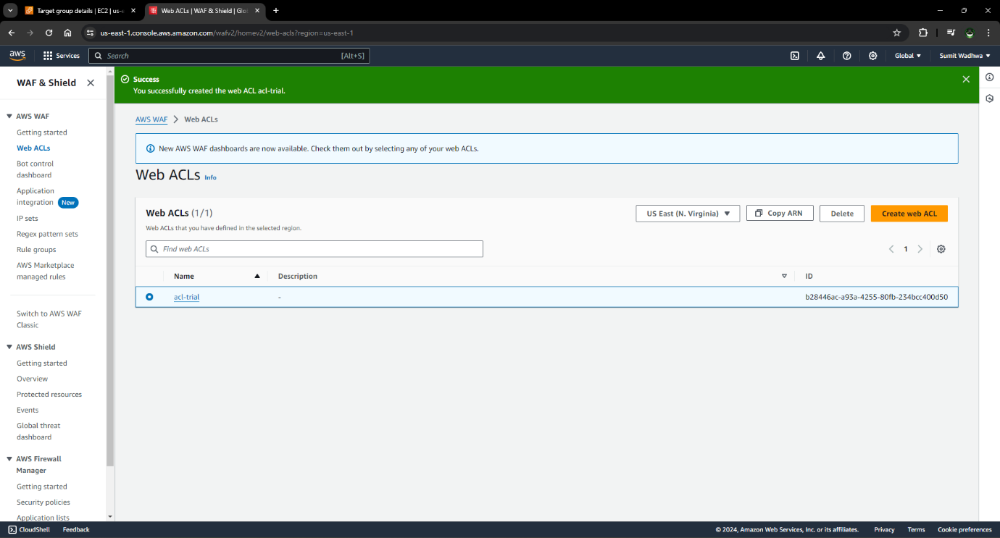 Target group details | EC2 | us-e
Web ACLs | WAF & Shield | Glo
us-east-1.console.aws.amazon.com/wafv2/homev2/web-acls?region=us-east-1
aws
Services
Search
[Alt+S]
Global
Sumit Wadhwa
WAF & Shield
AWS WAF
Getting started
Web ACLs
Bot control
dashboard
Application
integration New
IP sets
Regex pattern sets
Rule groups
AWS Marketplace
managed rules
Switch to AWS WAF
Classic
AWS Shield
Getting started
Overview
Protected resources
Events
Global threat
dashboard
AWS Firewall
Manager
Getting started
Security policies
Application lists
Success
You successfully created the web ACL acl-trial.
AWS WAF > Web ACLs
New AWS WAF dashboards are now available. Check them out by selecting any of your web ACLs.
Web ACLs Info
Web ACLs (1/1)
US East (N. Virginia)
Copy ARN
Delete
Create web ACL
Web ACLs that you have defined in the selected region.
Find web ACLs
1
Name
Description
ID
acl-trial
-
b28446ac-a93a-4255-80fb-234bcc400d50
CloudShell
Feedback
© 2024, Amazon Web Services, Inc. or its affiliates.
Privacy
Terms
Cookie preferences